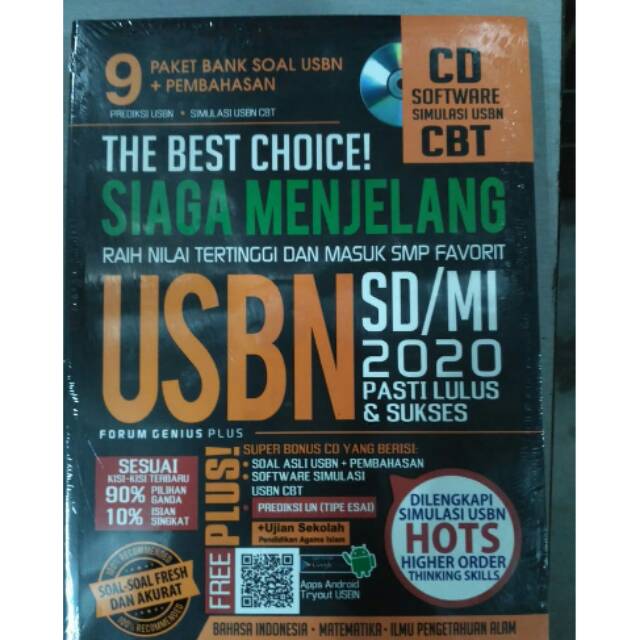 9 PAKET BANK SOAL USBN
+ PEMBAHASAN
PREDIKSI USBN • SIMULASI USBN CBT
CD
SOFTWARE
SIMULASI USBN
CBT
THE BEST CHOICE!
SIAGA MENJELANG
RAIH NILAI TERTINGGI DAN MASUK SMP FAVORIT
USBN
SD/MI
2020
PASTI LULUS
& SUKSES
FORUM GENIUS PLUS
SESUAI
KISI-KISI TERBARU
90% PILIHAN GANDA
10% ISIAN SINGKAT
FREE
PLUS!
SUPER BONUS CD YANG BERISI:
• SOAL ASLI USBN + PEMBAHASAN
• SOFTWARE SIMULASI
USBN CBT
• PREDIKSI UN (TIPE ESAI)
+Ujian Sekolah
Pendidikan Agama Islam
Apps Android
Tryout USBN
DILENGKAPI
SIMULASI USBN
HOTS
HIGHER ORDER
THINKING SKILLS
100% RECOMMENDED
SOAL-SOAL FRESH
DAN AKURAT
100% RECOMMENDED
BAHASA INDONESIA • MATEMATIKA • ILMU PENGETAHUAN ALAM